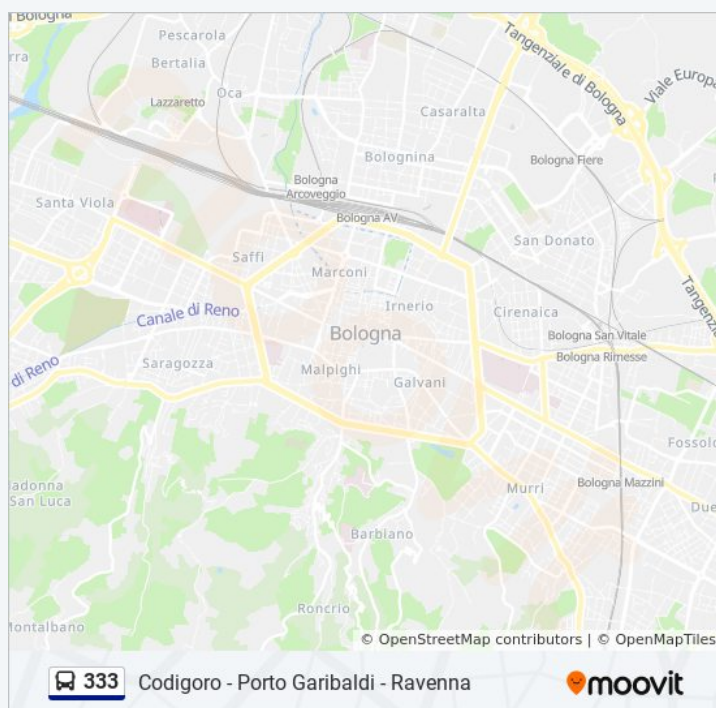 i Bologna
Pescarola
Bertalia
Tangenziale di Bologna
Viale Europa
Oca
Lazzaretto
Casaralta
Bolognina
Bologna Fiere
Bologna
Arcoveggio
Santa Viola
Bologna AV
San Donato
Saffi
Marconi
Irnerio
Cirenaica
Canale di Reno
Bologna
Bologna San Vitale
Bologna Rimesse
di Reno
Saragozza
Malpighi
Galvani
Murri
Bologna Mazzini
San Luca
Barbiano
Roncrio
© OpenStreetMap contributors | © OpenMapTiles
333 Codigoro - Porto Garibaldi - Ravenna
moovit